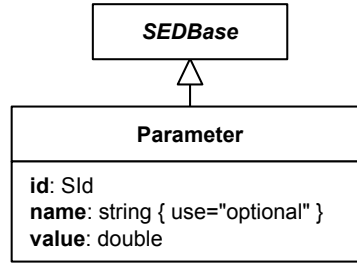 SEDBase
Parameter
id: SId
name: string { use="optional" }
value: double